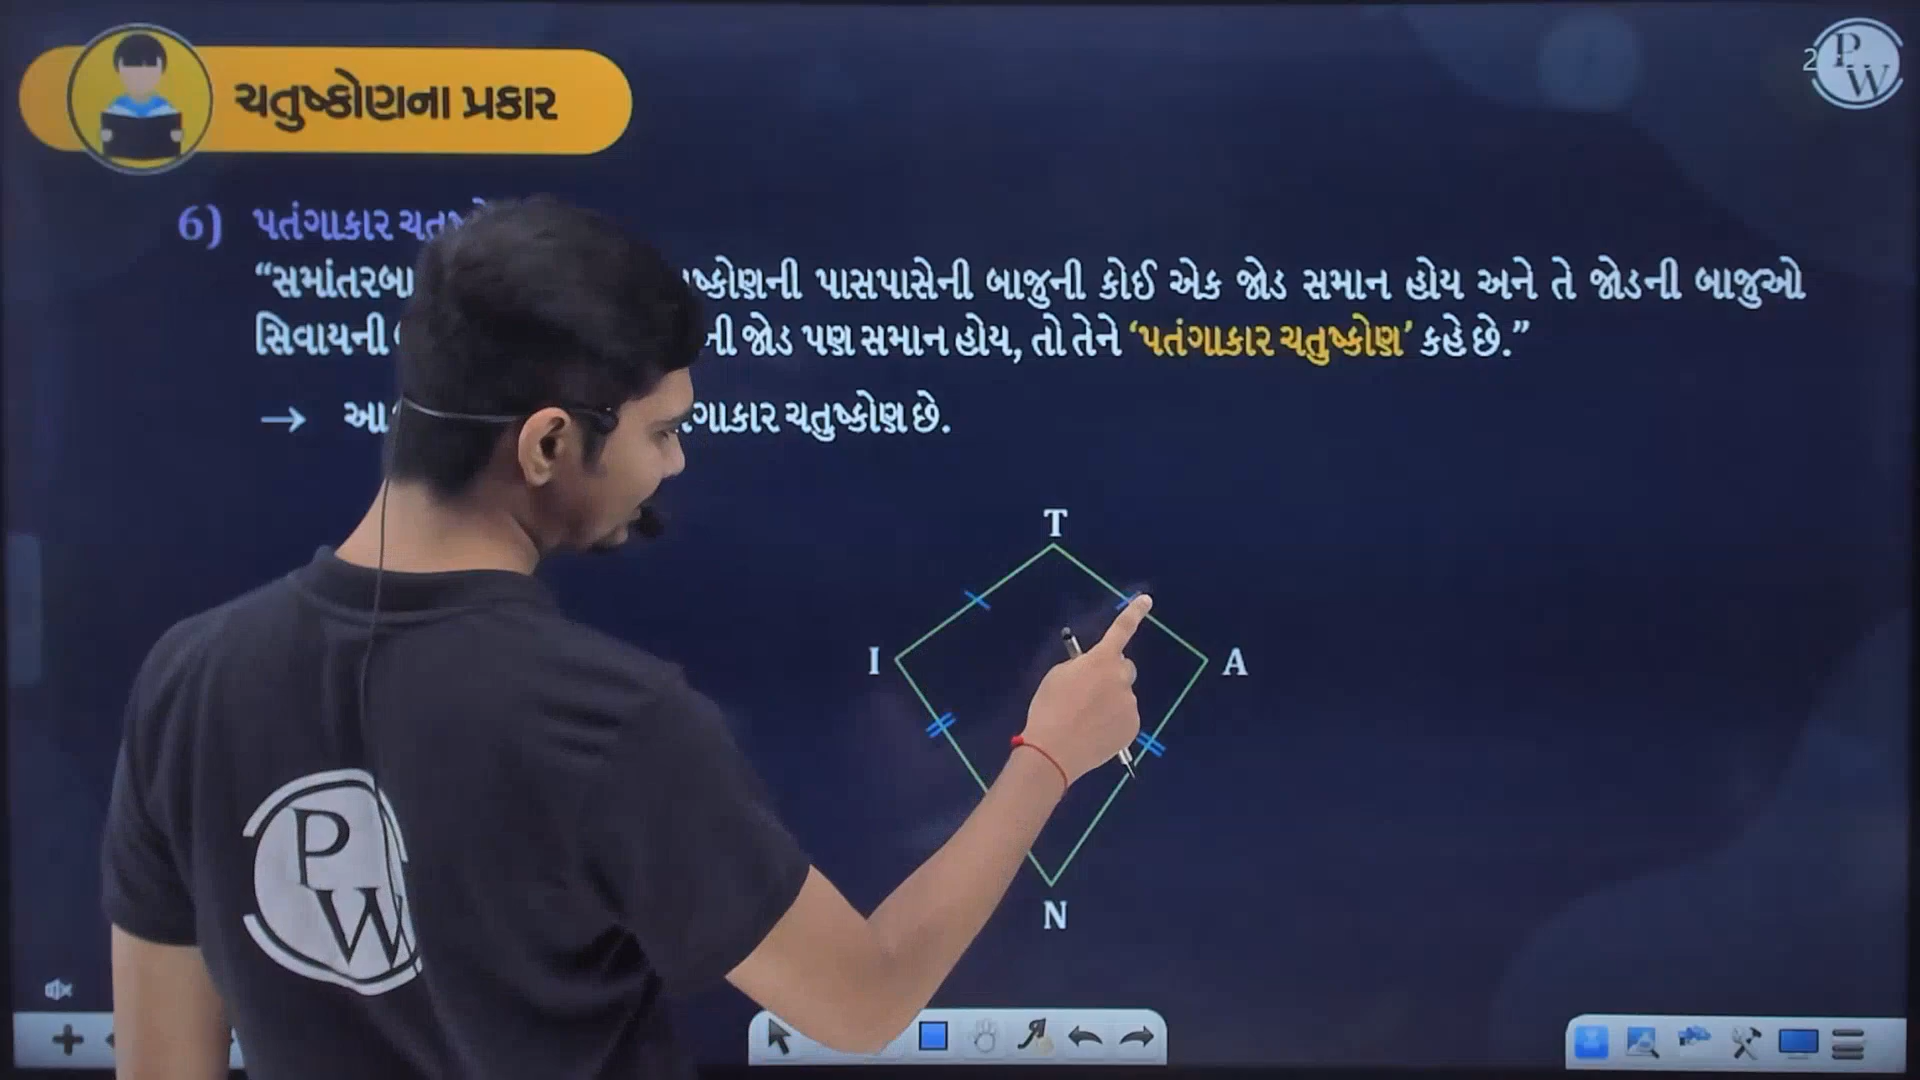 ચતુષ્કોણના પ્રકાર
P
W
6) પતંગાકાર
“સમાંતરબા ષ્કોણની પાસપાસેની બાજુની કોઈ એક જોડ સમાન હોય અને તે જોડની બાજુઓ
સિવાયની ની જોડ પણ સમાન હોય, તો તેને ‘પતંગાકાર ચતુષ્કોણ’ કહે છે.”
→ ગાકાર ચતુષ્કોણ છે.
T
I
A
N
P
W